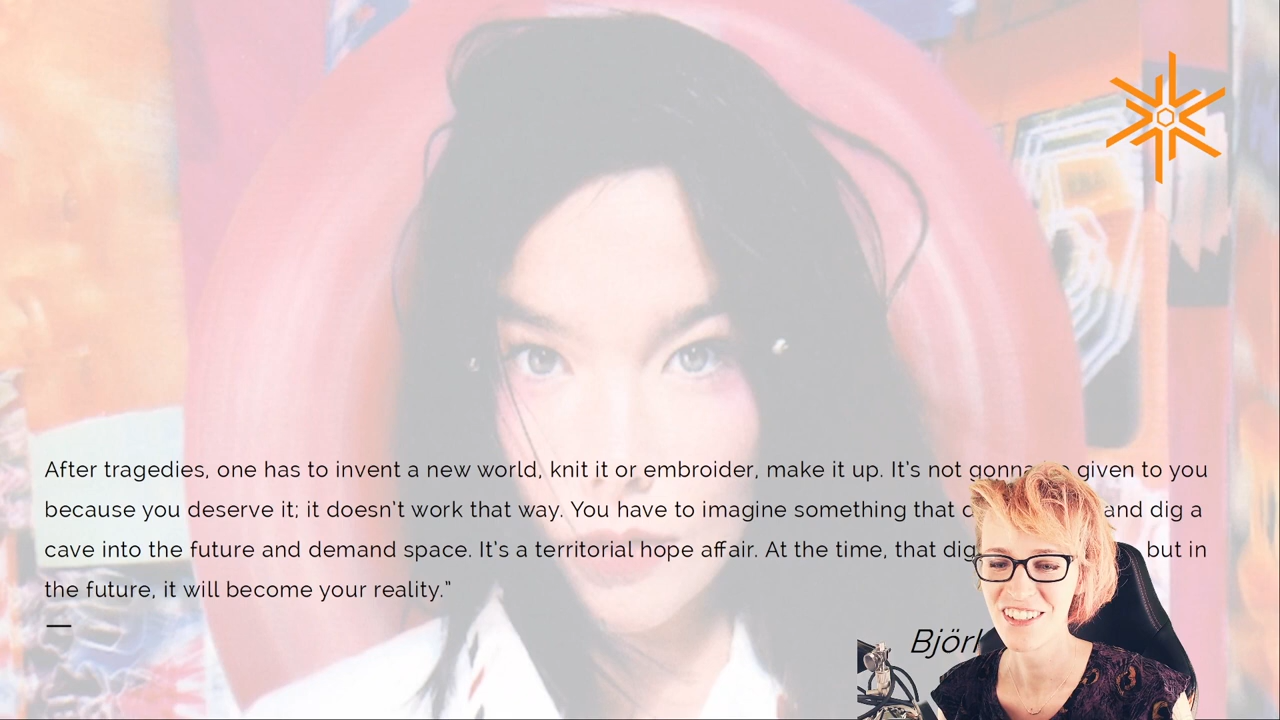 After tragedies, one has to invent a new world, knit it or embroider, make it up. It’s not gonna given to you
because you deserve it; it doesn’t work that way. You have to imagine something that and dig a
cave into the future and demand space. It’s a territorial hope affair. At the time, that dig but in
the future, it will become your reality.”
Björ